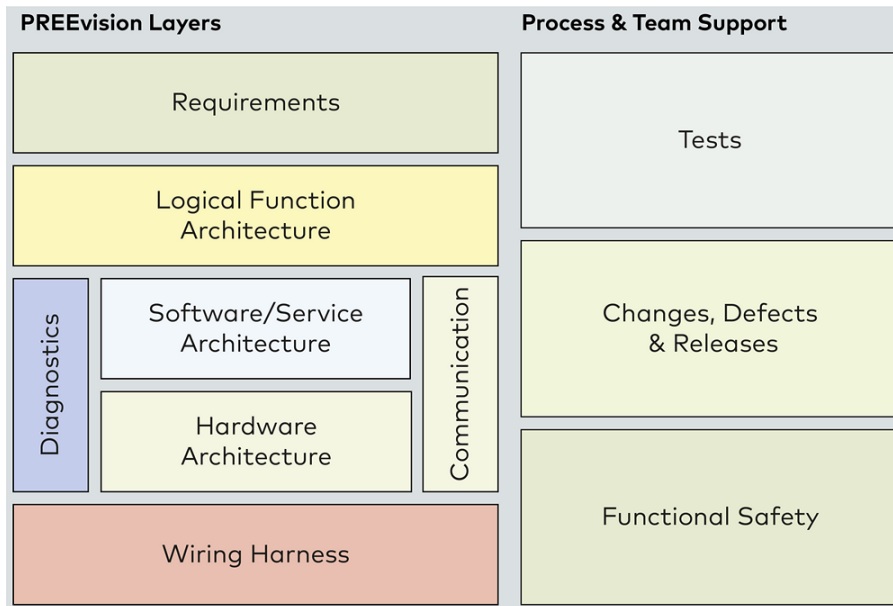 PREEvision Layers
Requirements
Logical Function
Architecture
Diagnostics
Software/Service
Architecture
Hardware
Architecture
Communication
Wiring Harness
Process & Team Support
Tests
Changes, Defects
& Releases
Functional Safety